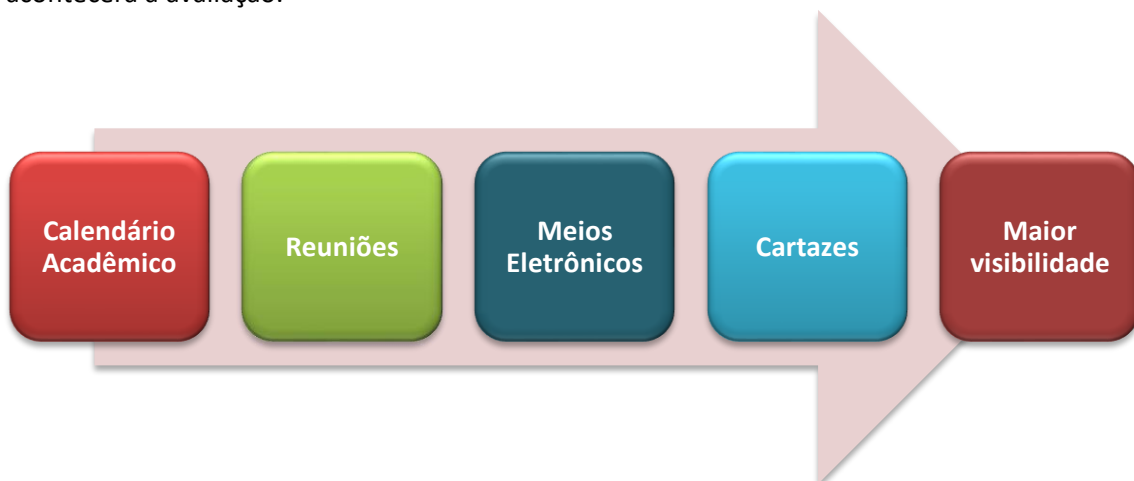 acontecerá a avaliação.
Calendário
Acadêmico
Reuniões
Meios
Eletrônicos
Cartazes
Maior
visibilidade